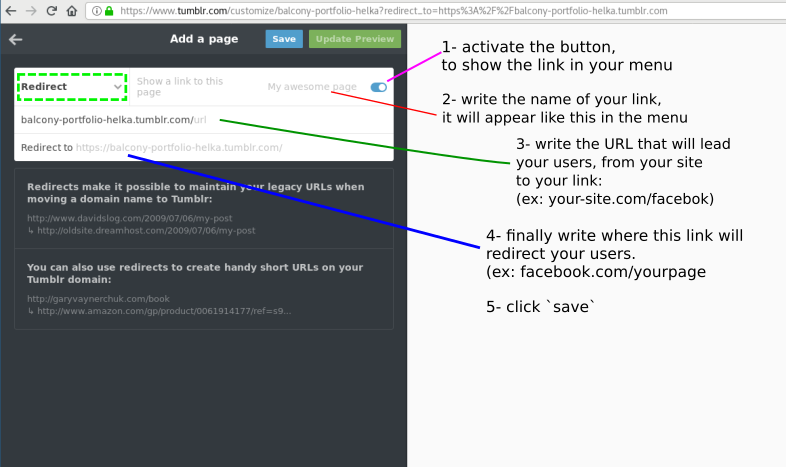 https://www.tumblr.com/customize/balcony-portfolio-helka?redirect_to=https%3A%2F%2Fbalcony-portfolio-helka.tumblr.com
Add a page
Save
Update Preview
Redirect
Show a link to this
page
My awesome page
balcony-portfolio-helka.tumblr.com/url
Redirect to https://balcony-portfolio-helka.tumblr.com/
Redirects make it possible to maintain your legacy URLs when
moving a domain name to Tumblr:
http://www.davidslog.com/2009/07/06/my-post
↳ http://oldsite.dreamhost.com/2009/07/06/my-post
You can also use redirects to create handy short URLs on your
Tumblr domain:
http://garyvaynerchuk.com/book
↳ http://www.amazon.com/gp/product/0061914177/ref=s9...
1- activate the button,
to show the link in your menu
2- write the name of your link,
it will appear like this in the menu
3- write the URL that will lead
your users, from your site
to your link:
(ex: your-site.com/facebok)
4- finally write where this link will
redirect your users.
(ex: facebook.com/yourpage
5- click `save`